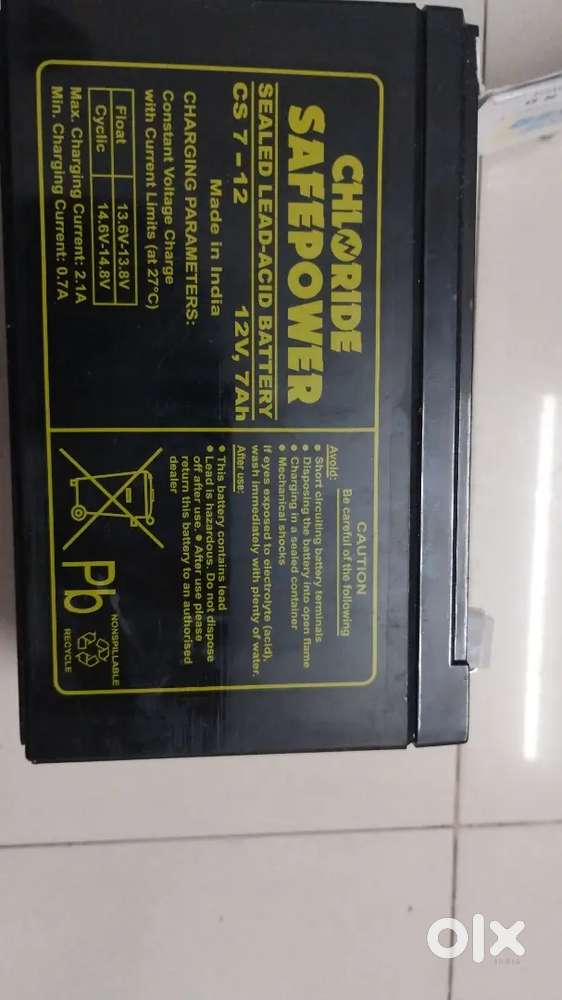 CHLORIDE
SAFEPOWER
SEALED LEAD-ACID BATTERY
CS 7 – 12 12V, 7Ah
Made in India
CHARGING PARAMETERS:
Constant Voltage Charge
with Current Limits (at 27°C)
Float 13.6V-13.8V
Cyclic 14.6V-14.8V
Max. Charging Current: 2.1A
Min. Charging Current: 0.7A
CAUTION
Be careful of the following
Avoid:
● Short circuiting battery terminals
● Disposing the battery into open flame
● Charging in a sealed container
● Mechanical shocks
If eyes exposed to electrolyte (acid),
wash immediately with plenty of water.
After use:
● This battery contains lead
● Lead is hazardous. Do not dispose
off after use. ● After use please
return this battery to an authorised
dealer
Pb
NONSPILLABLE
RECYCLE
olx
INDIA